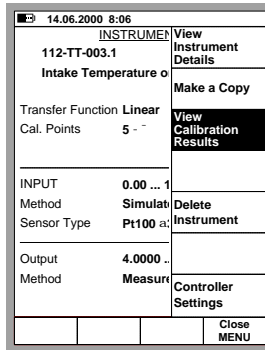 14.06.2000 8:06
INSTRUMEN
112-TT-003.1
Intake Temperature o
Transfer Function Linear
Cal. Points 5 -
INPUT 0.00 ... 1
Method Simulat
Sensor Type Pt100
Output 4.0000 ..
Method Measure
View
Instrument
Details
Make a Copy
View
Calibration
Results
Delete
Instrument
Controller
Settings
Close
MENU